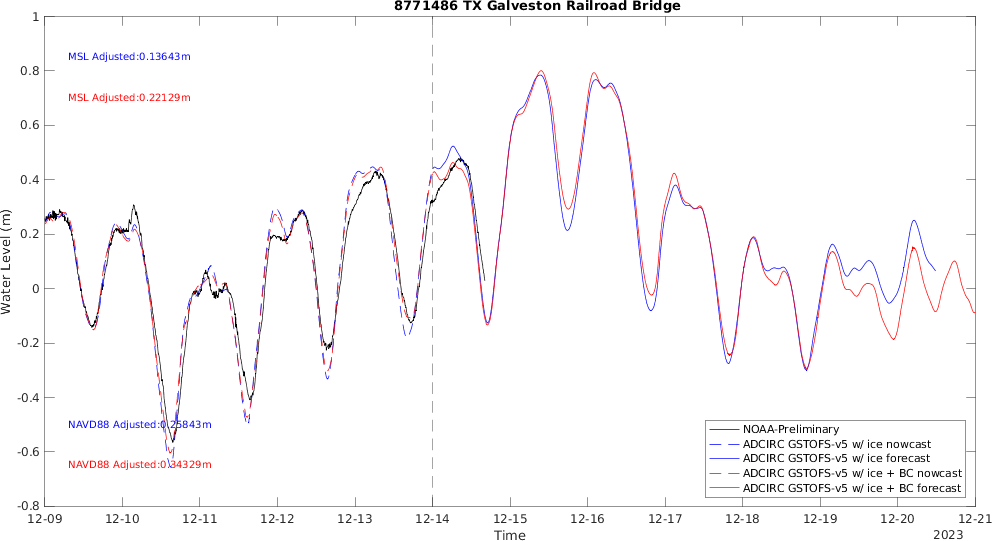 8771486 TX Galveston Railroad Bridge
MSL Adjusted:0.13643m
MSL Adjusted:0.22129m
NAVD88 Adjusted:0.25843m
NAVD88 Adjusted:0.34329m
Water Level (m)
1
0.8
0.6
0.4
0.2
0
-0.2
-0.4
-0.6
-0.8
NOAA-Preliminary
ADCIRC GSTOFS-v5 w/ ice nowcast
ADCIRC GSTOFS-v5 w/ ice forecast
ADCIRC GSTOFS-v5 w/ ice + BC nowcast
ADCIRC GSTOFS-v5 w/ ice + BC forecast
12-09 12-10 12-11 12-12 12-13 12-14 12-15 12-16 12-17 12-18 12-19 12-20 12-21
Time
2023